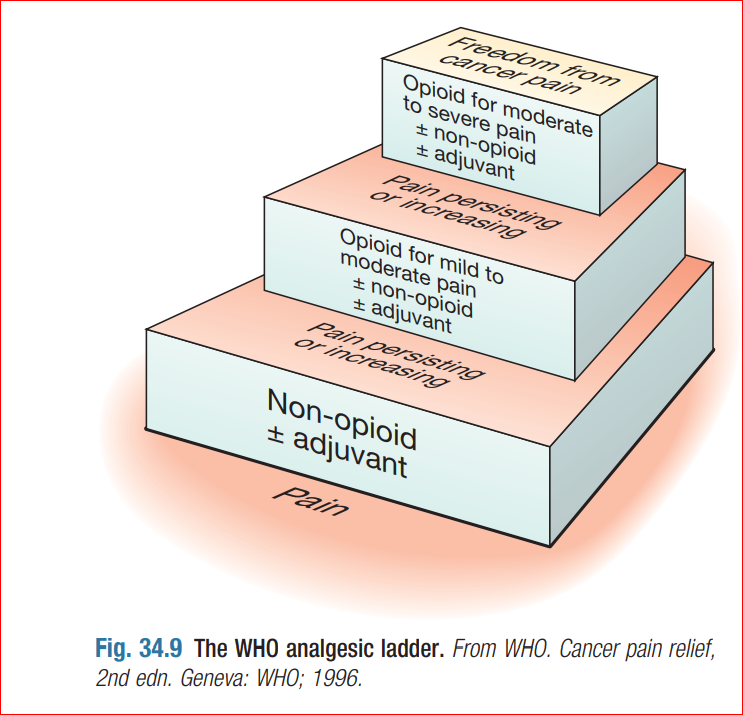 Freedom from
cancer pain
Opioid for moderate
to severe pain
± non-opioid
± adjuvant
Pain persisting
or increasing
Opioid for mild to
moderate pain
± non-opioid
± adjuvant
Pain persisting
or increasing
Non-opioid
± adjuvant
Pain
Fig. 34.9 The WHO analgesic ladder. From WHO. Cancer pain relief,
2nd edn. Geneva: WHO; 1996.